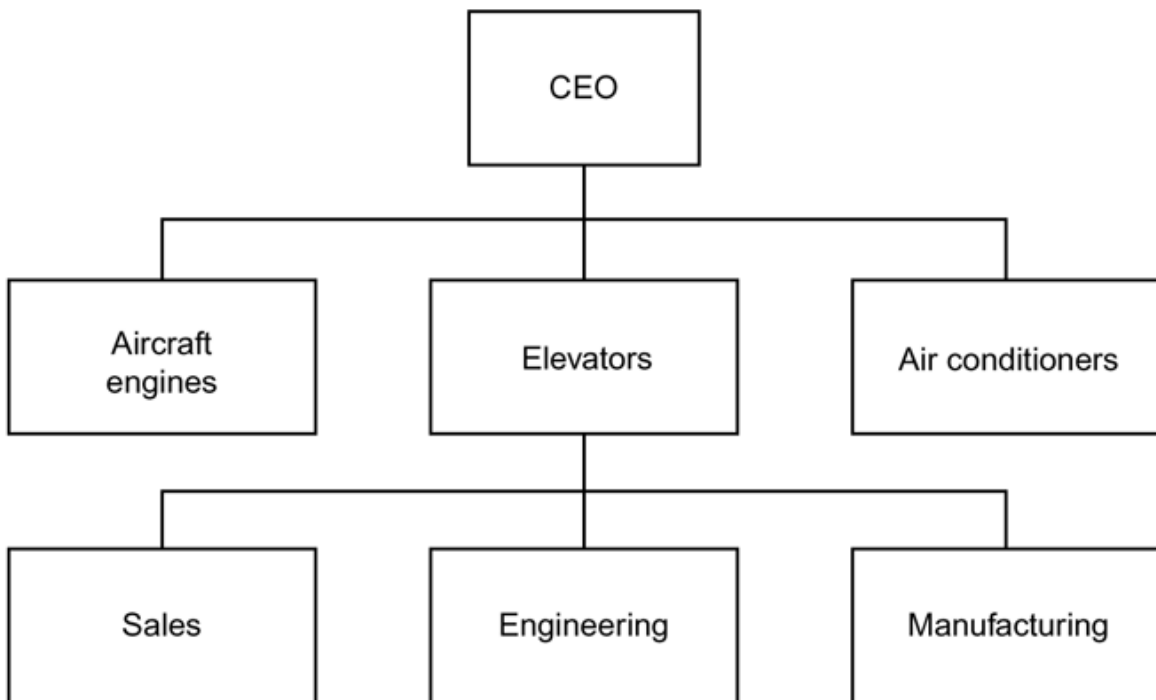 CEO
Aircraft
engines
Elevators
Air conditioners
Sales
Engineering
Manufacturing